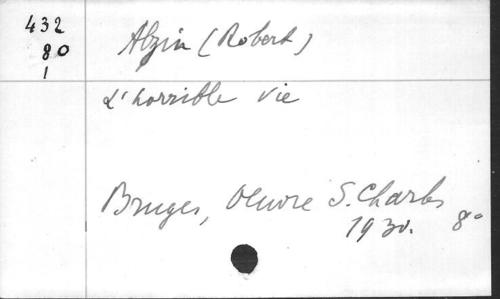 432
80
1
Alzin (Robert)
L'horrible vie
Bruges, Oeuvre S. Charles
1930. 8°